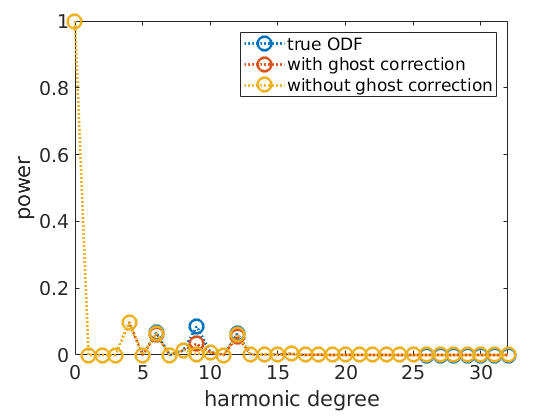 1
0.8
0.6
0.4
0.2
0
power
true ODF
with ghost correction
without ghost correction
0 5 10 15 20 25 30
harmonic degree